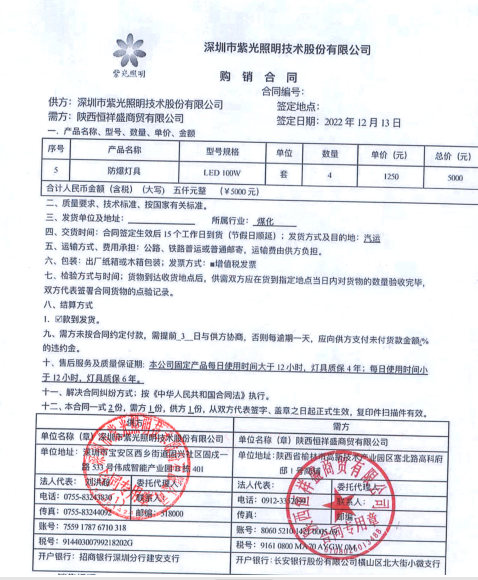 深圳市紫光照明技术股份有限公司
紫光照明
购 销 合 同
合同编号:
供方: 深圳市紫光照明技术股份有限公司 签定地点:
需方: 陕西恒祥盛商贸有限公司 签定日期: 2022 年 12 月 13 日
一、产品名称、型号、数量、单价、金额
序号 产品名称 型号规格 单位 数量 单价（元） 总价（元）
5 防爆灯具 LED 100W 套 4 1250 5000
合计人民币金额（含税）（大写） 五仟元整 （￥5000 元）
二、质量要求、技术标准、按国家有关标准。
三、发货单位及地址: 所属行业: 煤化
四、交货时间: 合同签定生效后 15 个工作日到货（节假日顺延）; 发货方式及目的地: 汽运
五、运输方式、费用承担: 公路、铁路普运或普通邮寄，运输费由供方负担。
六、包装: 出厂纸箱或木箱包装; 发票方式: ■增值税发票
七、检验方式与时间: 货物到达收货地点后，供需双方应在货到指定地点当日内对货物的数量验收完毕，
双方代表签署合同货物的点验记录。
八、结算方式
1. ☑款到发货。
九、需方未按合同约定付款，需提前_3_日与供方协商，否则每逾期一天，应向供方支付未付货款金额/%
的违约金。
十、售后服务及质量保证期: 本公司固定产品每日使用时间大于 12 小时，灯具质保 4 年; 每日使用时间小
于 12 小时，灯具质保 6 年。
十一、解决合同纠纷方式: 按《中华人民共和国合同法》执行。
十二、本合同一式 2 份，需方 1 份，供方 1 份，从双方代表签字、盖章之日起正式生效，复印件扫描件有效。
供方 需方
单位名称（章）深圳市紫光照明技术股份有限公司 单位名称（章）陕西恒祥盛商贸有限公司
单位地址: 深圳市宝安区西乡街道固兴社区固戍一 单位地址: 陕西省榆林市高新技术产业园区塞北路高科府
路 533 号伟成智能产业园 401 邸 1 号
法人代表: 委托代理人: 法人代表: 委托代理人:
电话: 0755-83243830 电话: 0912-
传真: 0755-83244092 邮编: 518000 传真: 邮编:
账号: 7559 1787 6710 318 账号: 8060 5210
税号: 91440300799218202G 税号: 9161 0800 MA
开户银行: 招商银行深圳分行建安支行 开户银行: 长安银行股份有限公司横山区北大街小微支行
合同专用章
合同专用章